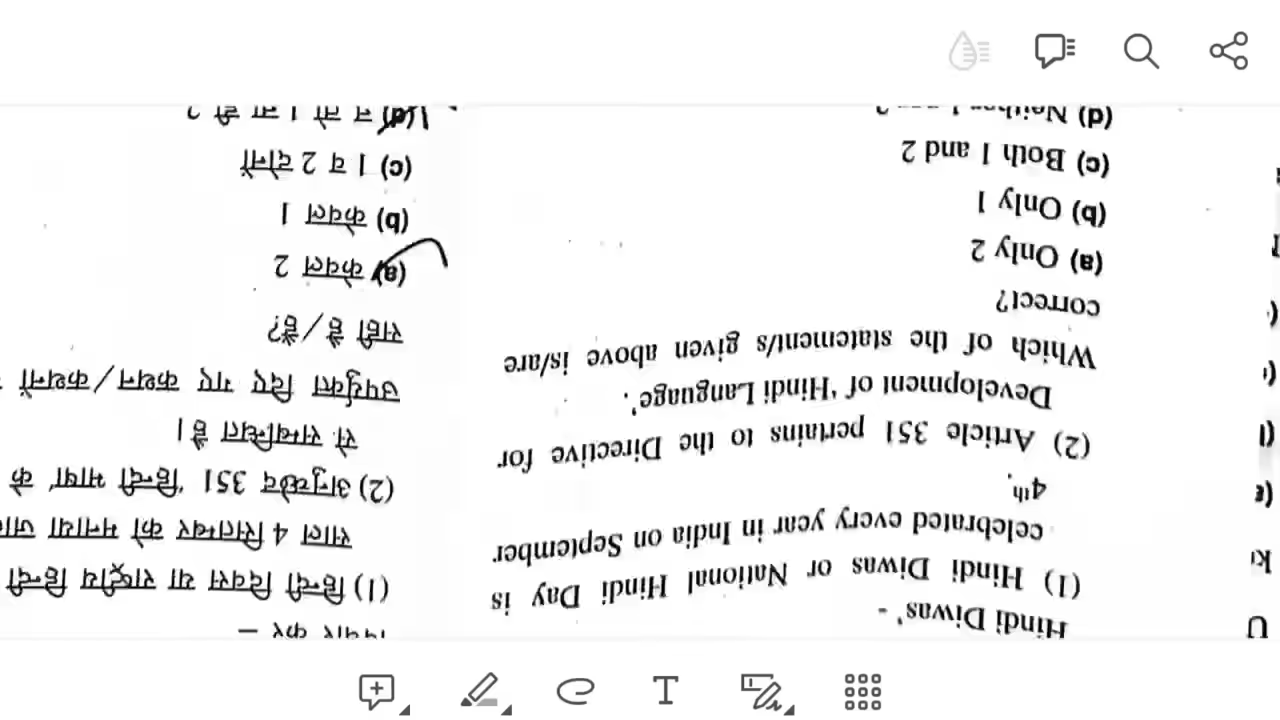 Hindi Diwas' -
(1) Hindi Diwas or National Hindi Day is
celebrated every year in India on September
4th.
(2) Article 351 pertains to the Directive for
Development of 'Hindi Language'.
Which of the statement/s given above is/are
correct?
(a) Only 2
(b) Only 1
(c) Both 1 and 2
(d) Neither
कर –
(1) हिन्दी दिवस या राष्ट्रीय हिन्दी
साल 4 सितम्बर को मनाया
(2) अनुच्छेद 351 'हिन्दी भाषा' के
से सम्बन्धित है।
उपर्युक्त दिए गए कथन/कथनों
सही है/हैं?
(a) केवल 2
(b) केवल 1
(c) 1 व 2 दोनों
(d) न तो 1 ना ही 2